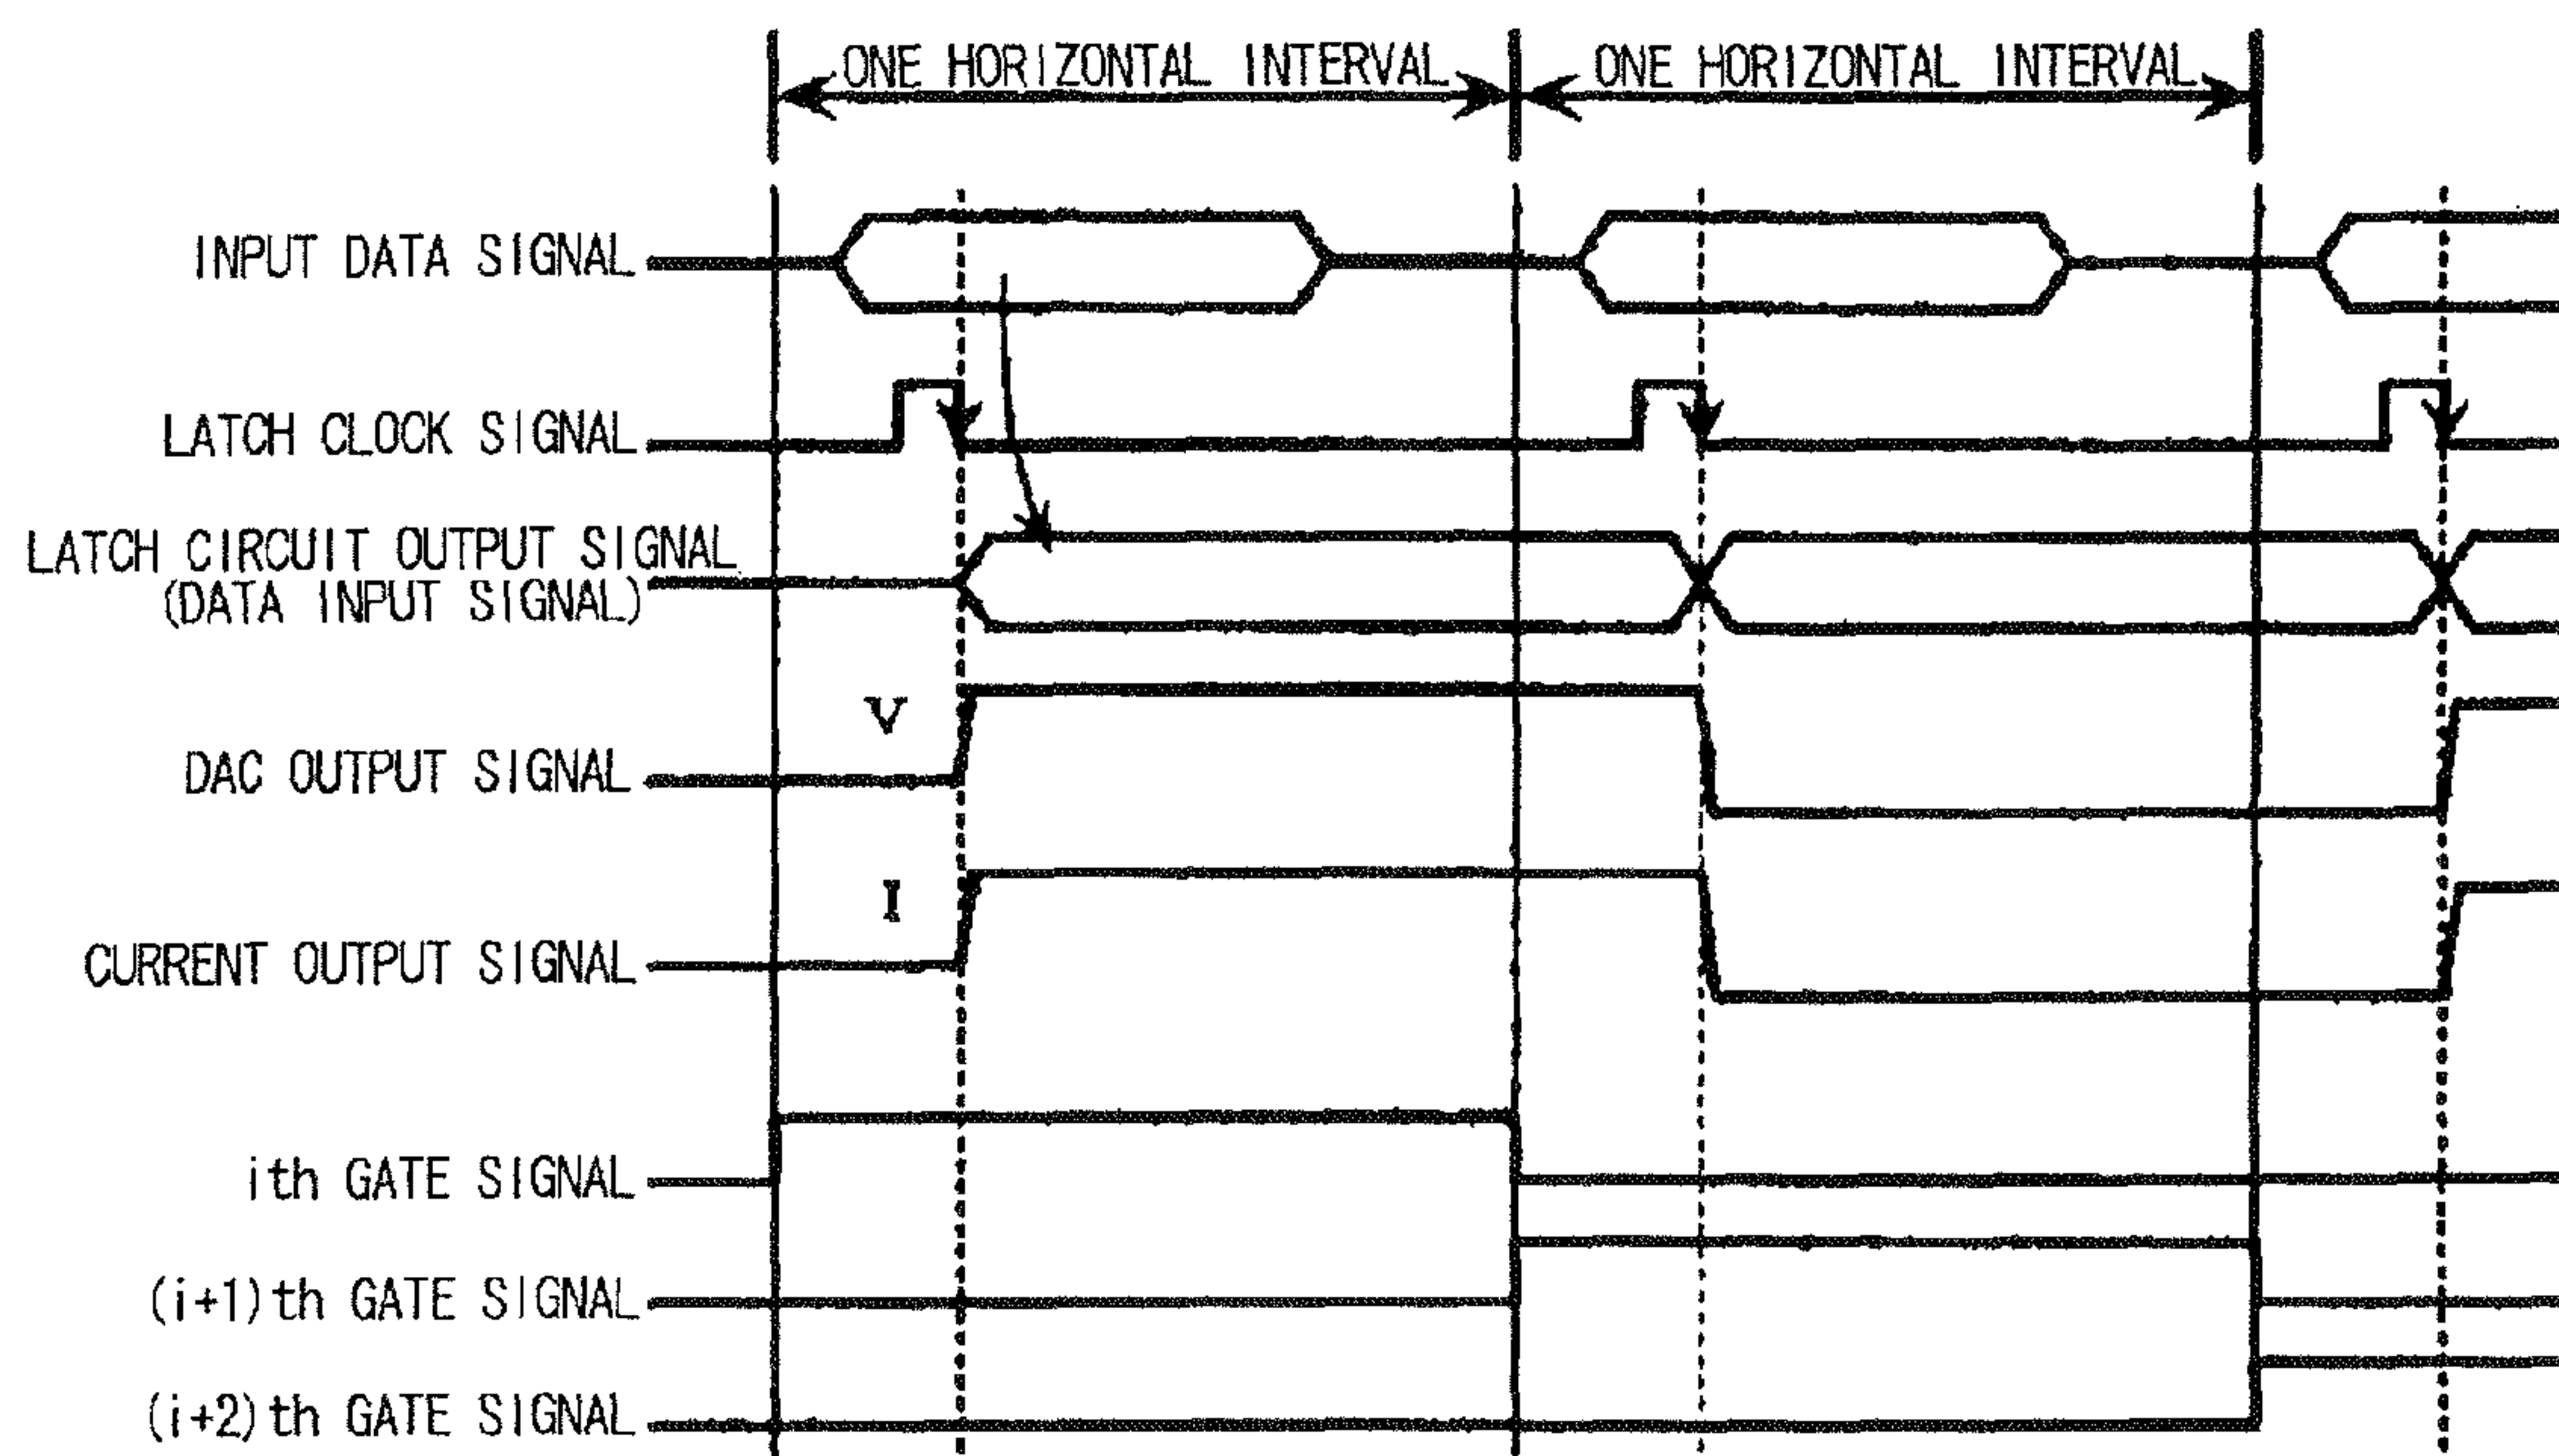 ONE HORIZONTAL INTERVAL ONE HORIZONTAL INTERVAL
INPUT DATA SIGNAL
LATCH CLOCK SIGNAL
LATCH CIRCUIT OUTPUT SIGNAL
(DATA INPUT SIGNAL)
V
DAC OUTPUT SIGNAL
I
CURRENT OUTPUT SIGNAL
ith GATE SIGNAL
(i+1)th GATE SIGNAL
(i+2)th GATE SIGNAL